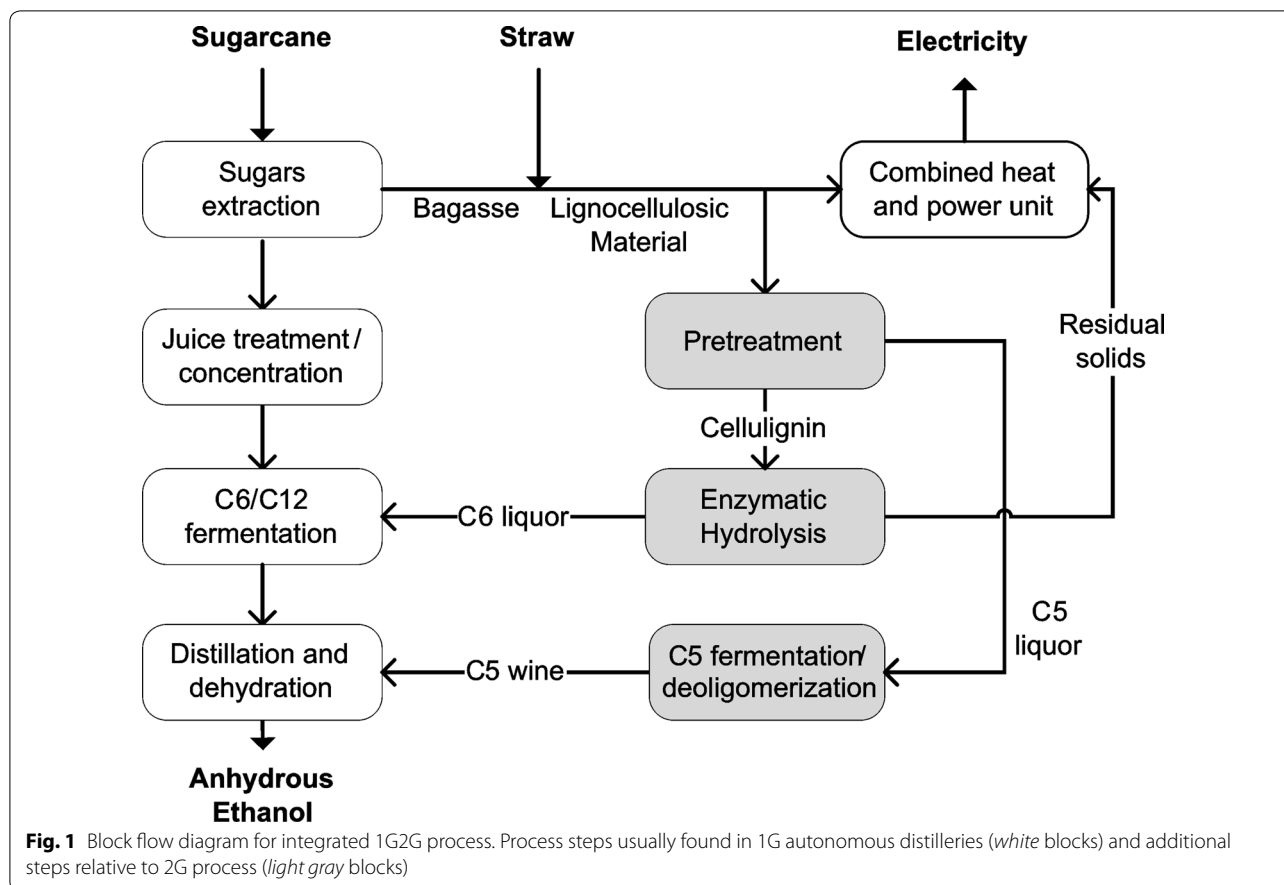 Sugarcane
Straw
Electricity
Sugars
extraction
Bagasse
Lignocellulosic
Material
Combined heat
and power unit
Juice treatment/
concentration
Pretreatment
Residual
solids
Cellulignin
C6/C12
fermentation
C6 liquor
Enzymatic
Hydrolysis
Distillation and
dehydration
C5 wine
C5 fermentation/
deoligomerization
C5
liquor
Anhydrous
Ethanol
Fig. 1 Block flow diagram for integrated 1G2G process. Process steps usually found in 1G autonomous distilleries (white blocks) and additional
steps relative to 2G process (light gray blocks)